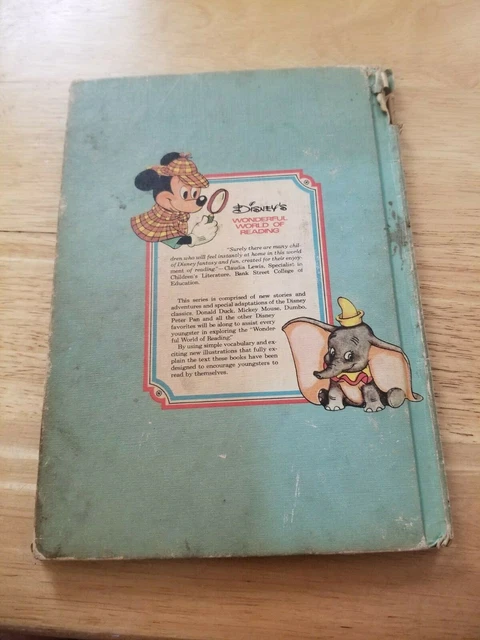 DISNEY'S
WONDERFUL
WORLD OF
READING
"Surely there are many chil-
dren who will feel instantly at home in this world
of Disney fantasy and fun, created for their enjoy-
ment of reading."—Claudia Lewis, Specialist in
Children's Literature, Bank Street College of
Education.
This series is comprised of new stories and
adventures and special adaptations of the Disney
classics. Donald Duck, Mickey Mouse, Dumbo,
Peter Pan and all the other Disney
favorites will be along to assist every
youngster in exploring the "Wonder-
ful World of Reading."
By using simple vocabulary and ex-
citing new illustrations that fully ex-
plain the text these books have been
designed to encourage youngsters to
read by themselves.